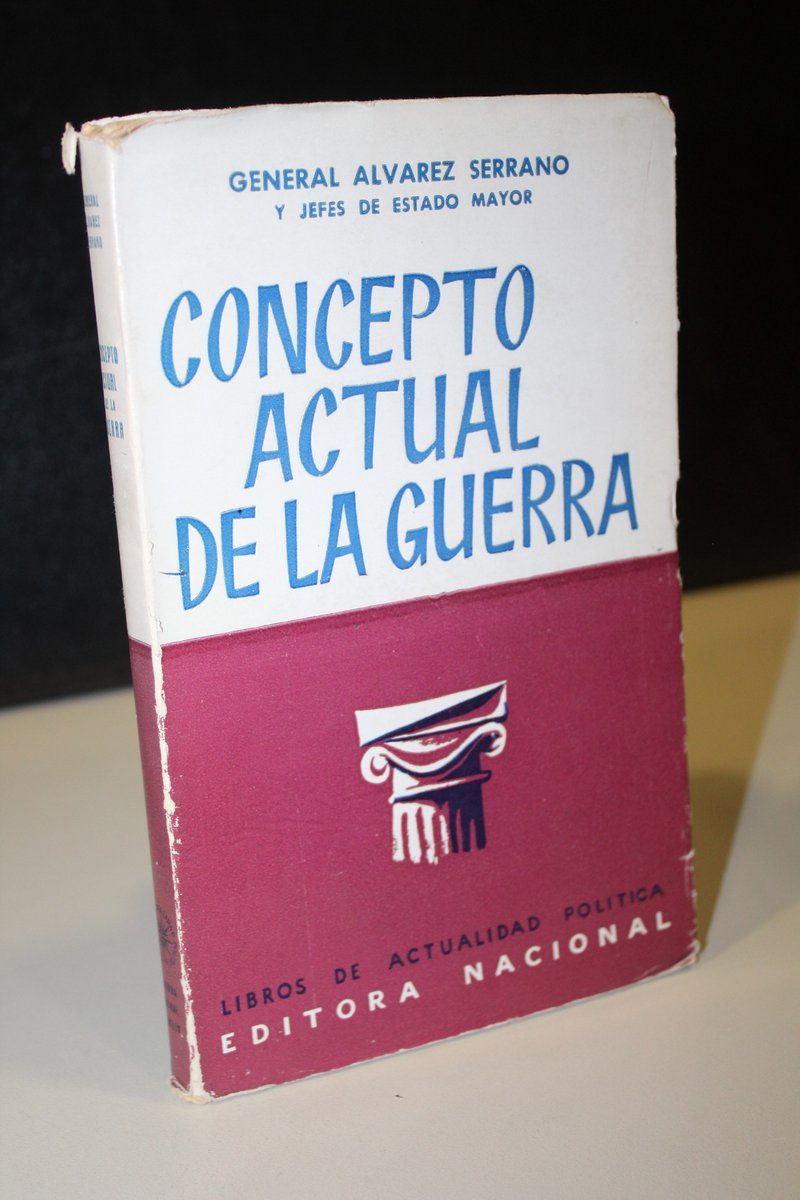 GENERAL ALVAREZ SERRANO
Y JEFES DE ESTADO MAYOR
CONCEPTO
ACTUAL
DE LA GUERRA
LIBROS DE ACTUALIDAD POLITICA
EDITORA NACIONAL